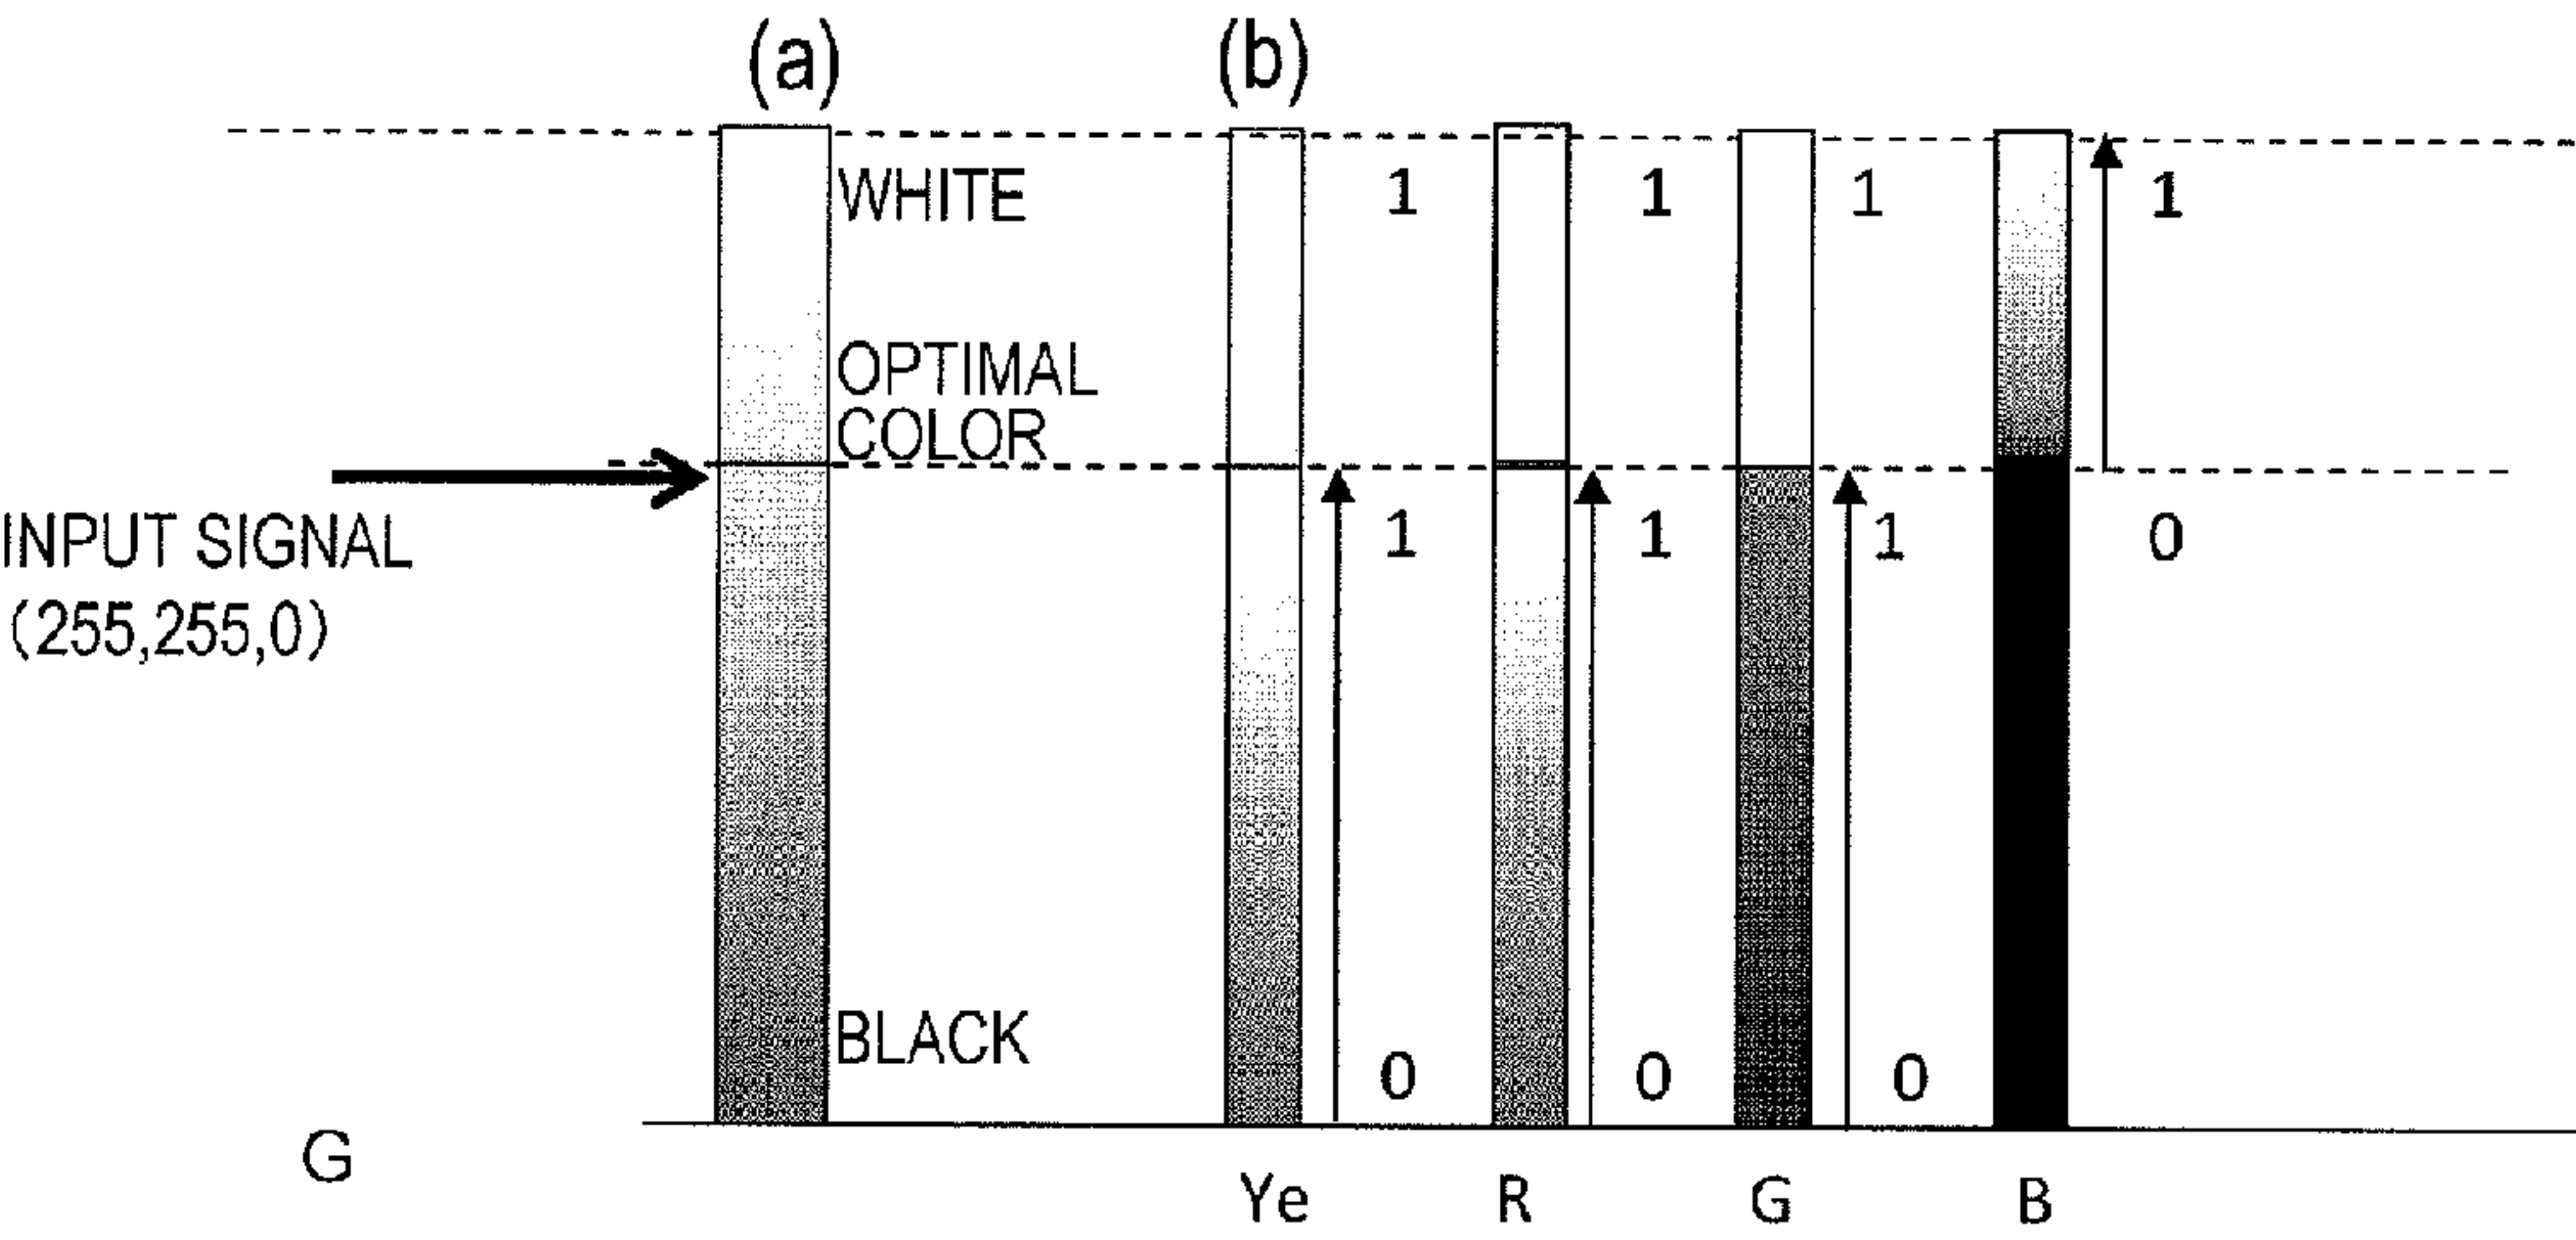 (a) (b)
WHITE 1 1 1 1
OPTIMAL
COLOR
INPUT SIGNAL 1 1 1 0
(255,255,0)
BLACK 0 0 0
G
Ye R G B